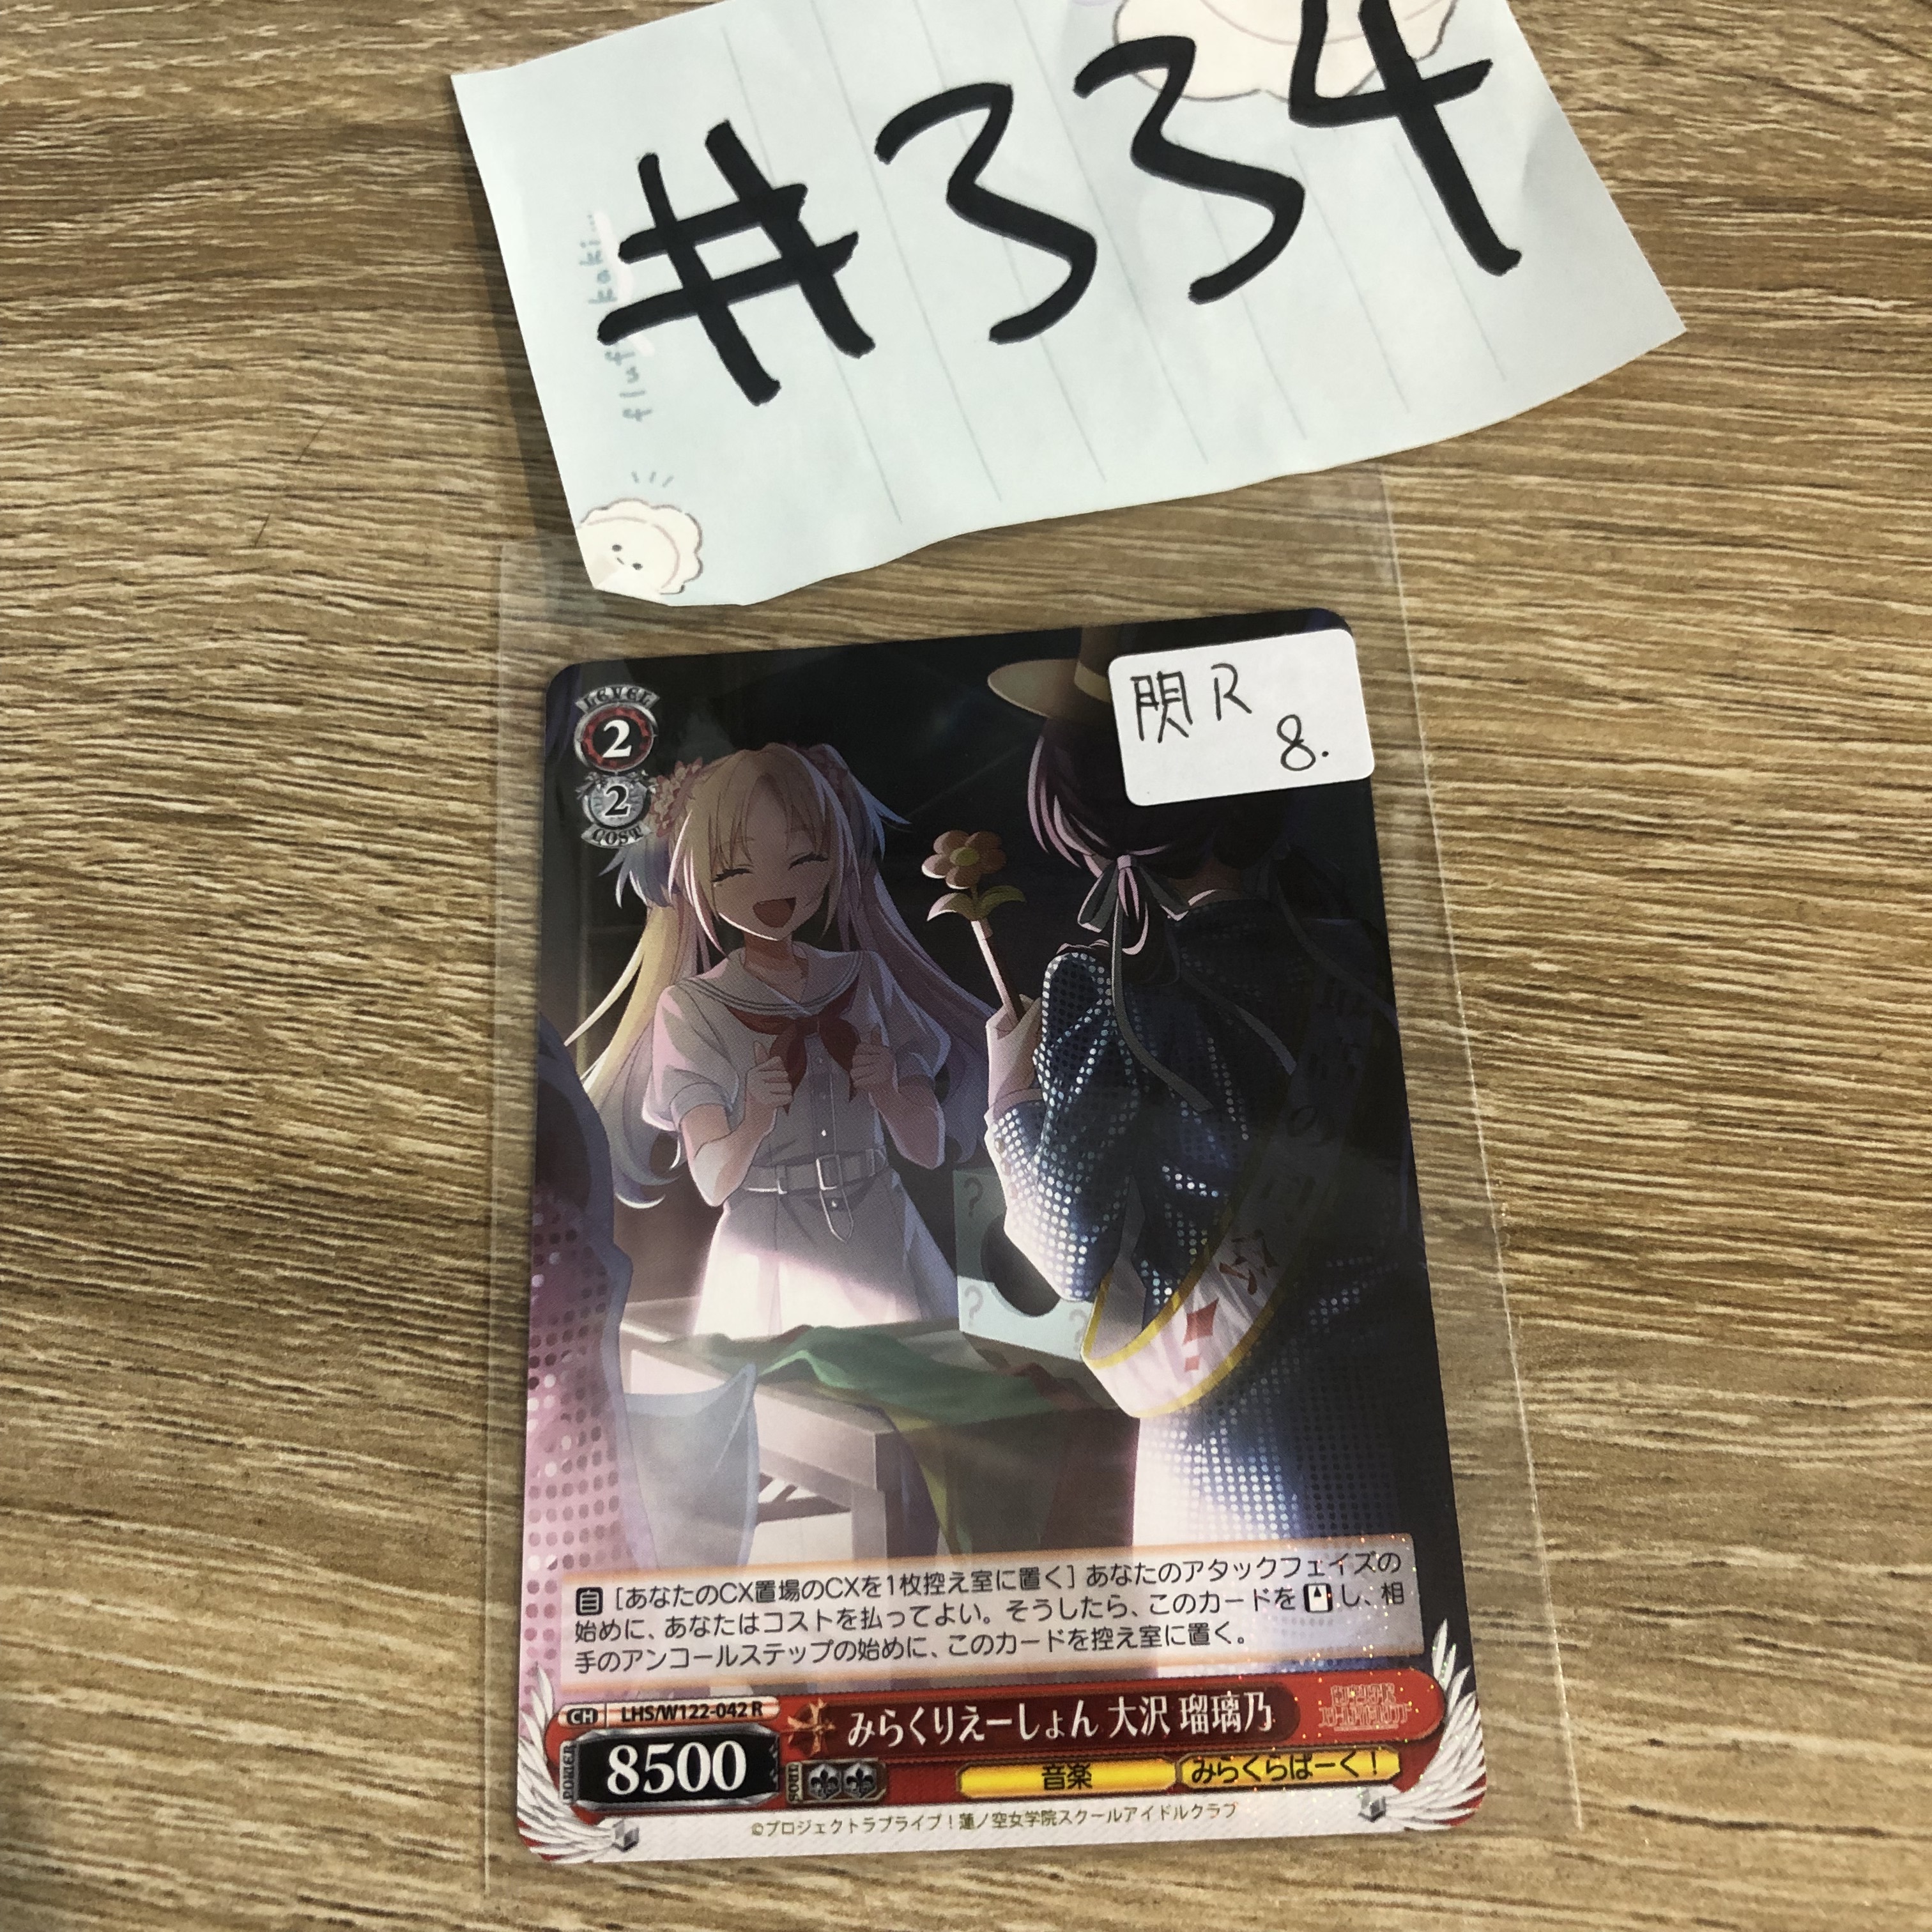 #334
fluffy kaki...
閃R
8.
LEVEL
2
2
COST
?
?
?
の
自［あなたのCX置場のCXを1枚控え室に置く］あなたのアタックフェイズの
始めに、あなたはコストを払ってよい。そうしたら、このカードをし、相
手のアンコールステップの始めに、このカードを控え室に置く。
CH LHS/W122-042 R
みらくりえーしょん 大沢 瑠璃乃
POWER 8500 SOUL
音楽 みらくらぱーく！
©プロジェクトラブライブ！蓮ノ空女学院スクールアイドルクラブ